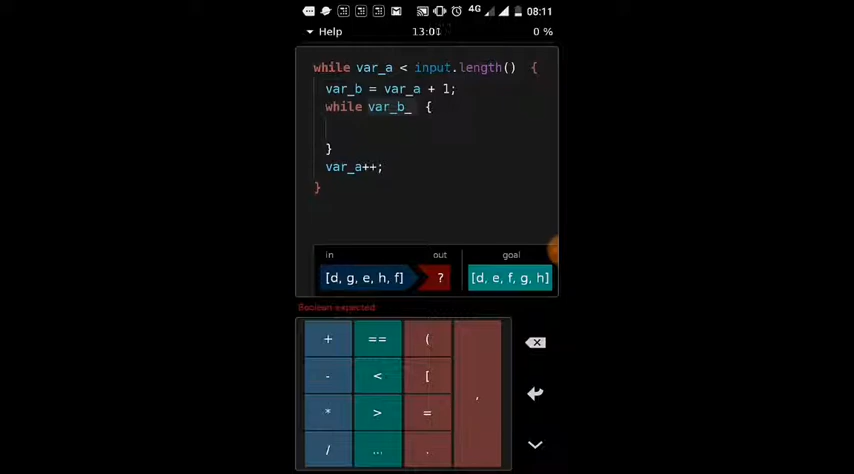 4G 08:11
Help 13:01 0 %
while var_a < input.length() {
var_b = var_a + 1;
while var_b_ {
}
var_a++;
}
in out goal
[d, g, e, h, f] ? [d, e, f, g, h]
Boolean expected
+ == ( ,
- < [
* > =
/ ... .